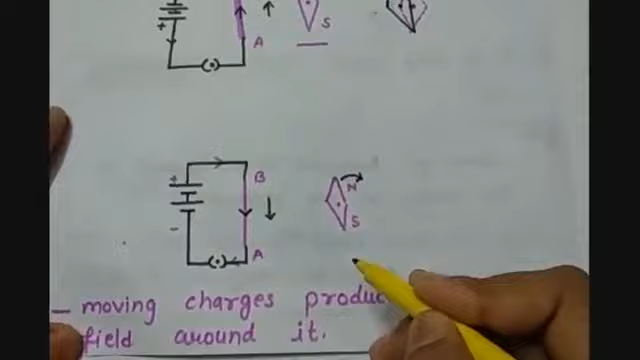 +
A
S
+
B
N
S
-
A
- moving charges produc
field around it.